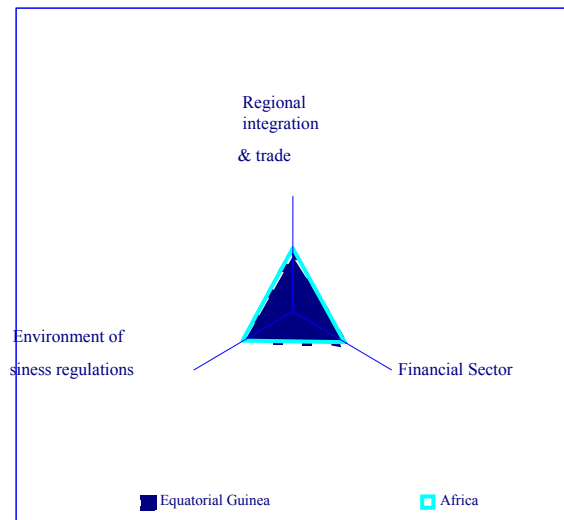 Regional
integration
& trade
Environment of
siness regulations
Financial Sector
Equatorial Guinea
Africa